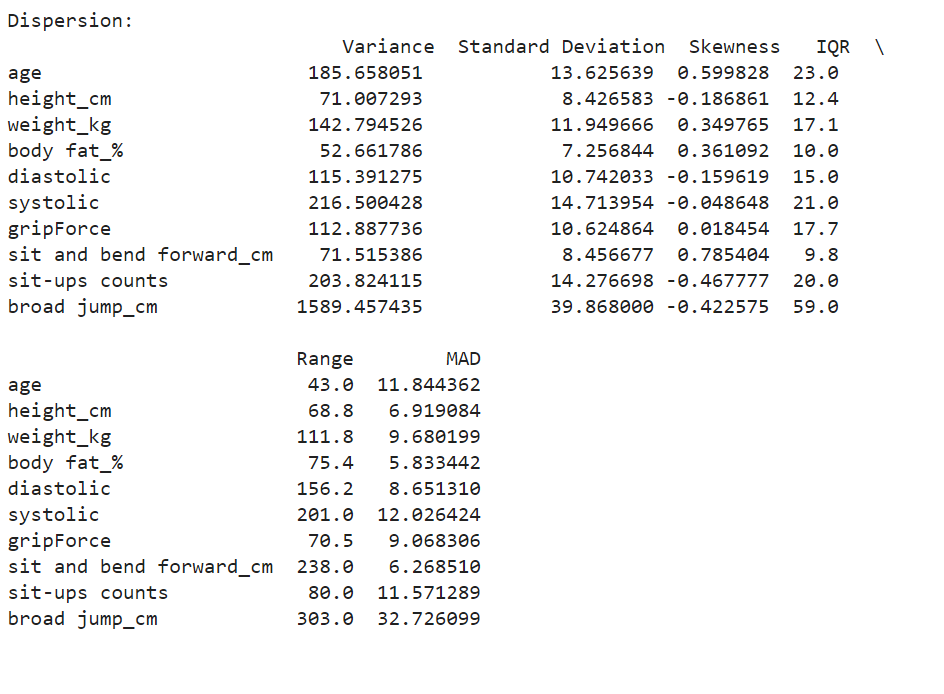 Dispersion:
                             Variance  Standard Deviation  Skewness   IQR  \
age                       185.658051           13.625639  0.599828  23.0
height_cm                  71.007293            8.426583 -0.186861  12.4
weight_kg                 142.794526           11.949666  0.349765  17.1
body fat_%                 52.661786            7.256844  0.361092  10.0
diastolic                 115.391275           10.742033 -0.159619  15.0
systolic                  216.500428           14.713954 -0.048648  21.0
gripForce                 112.887736           10.624864  0.018454  17.7
sit and bend forward_cm    71.515386            8.456677  0.785404   9.8
sit-ups counts            203.824115           14.276698 -0.467777  20.0
broad jump_cm            1589.457435           39.868000 -0.422575  59.0

                         Range        MAD
age                       43.0  11.844362
height_cm                 68.8   6.919084
weight_kg                111.8   9.680199
body fat_%                75.4   5.833442
diastolic                156.2   8.651310
systolic                 201.0  12.026424
gripForce                 70.5   9.068306
sit and bend forward_cm  238.0   6.268510
sit-ups counts            80.0  11.571289
broad jump_cm            303.0  32.726099